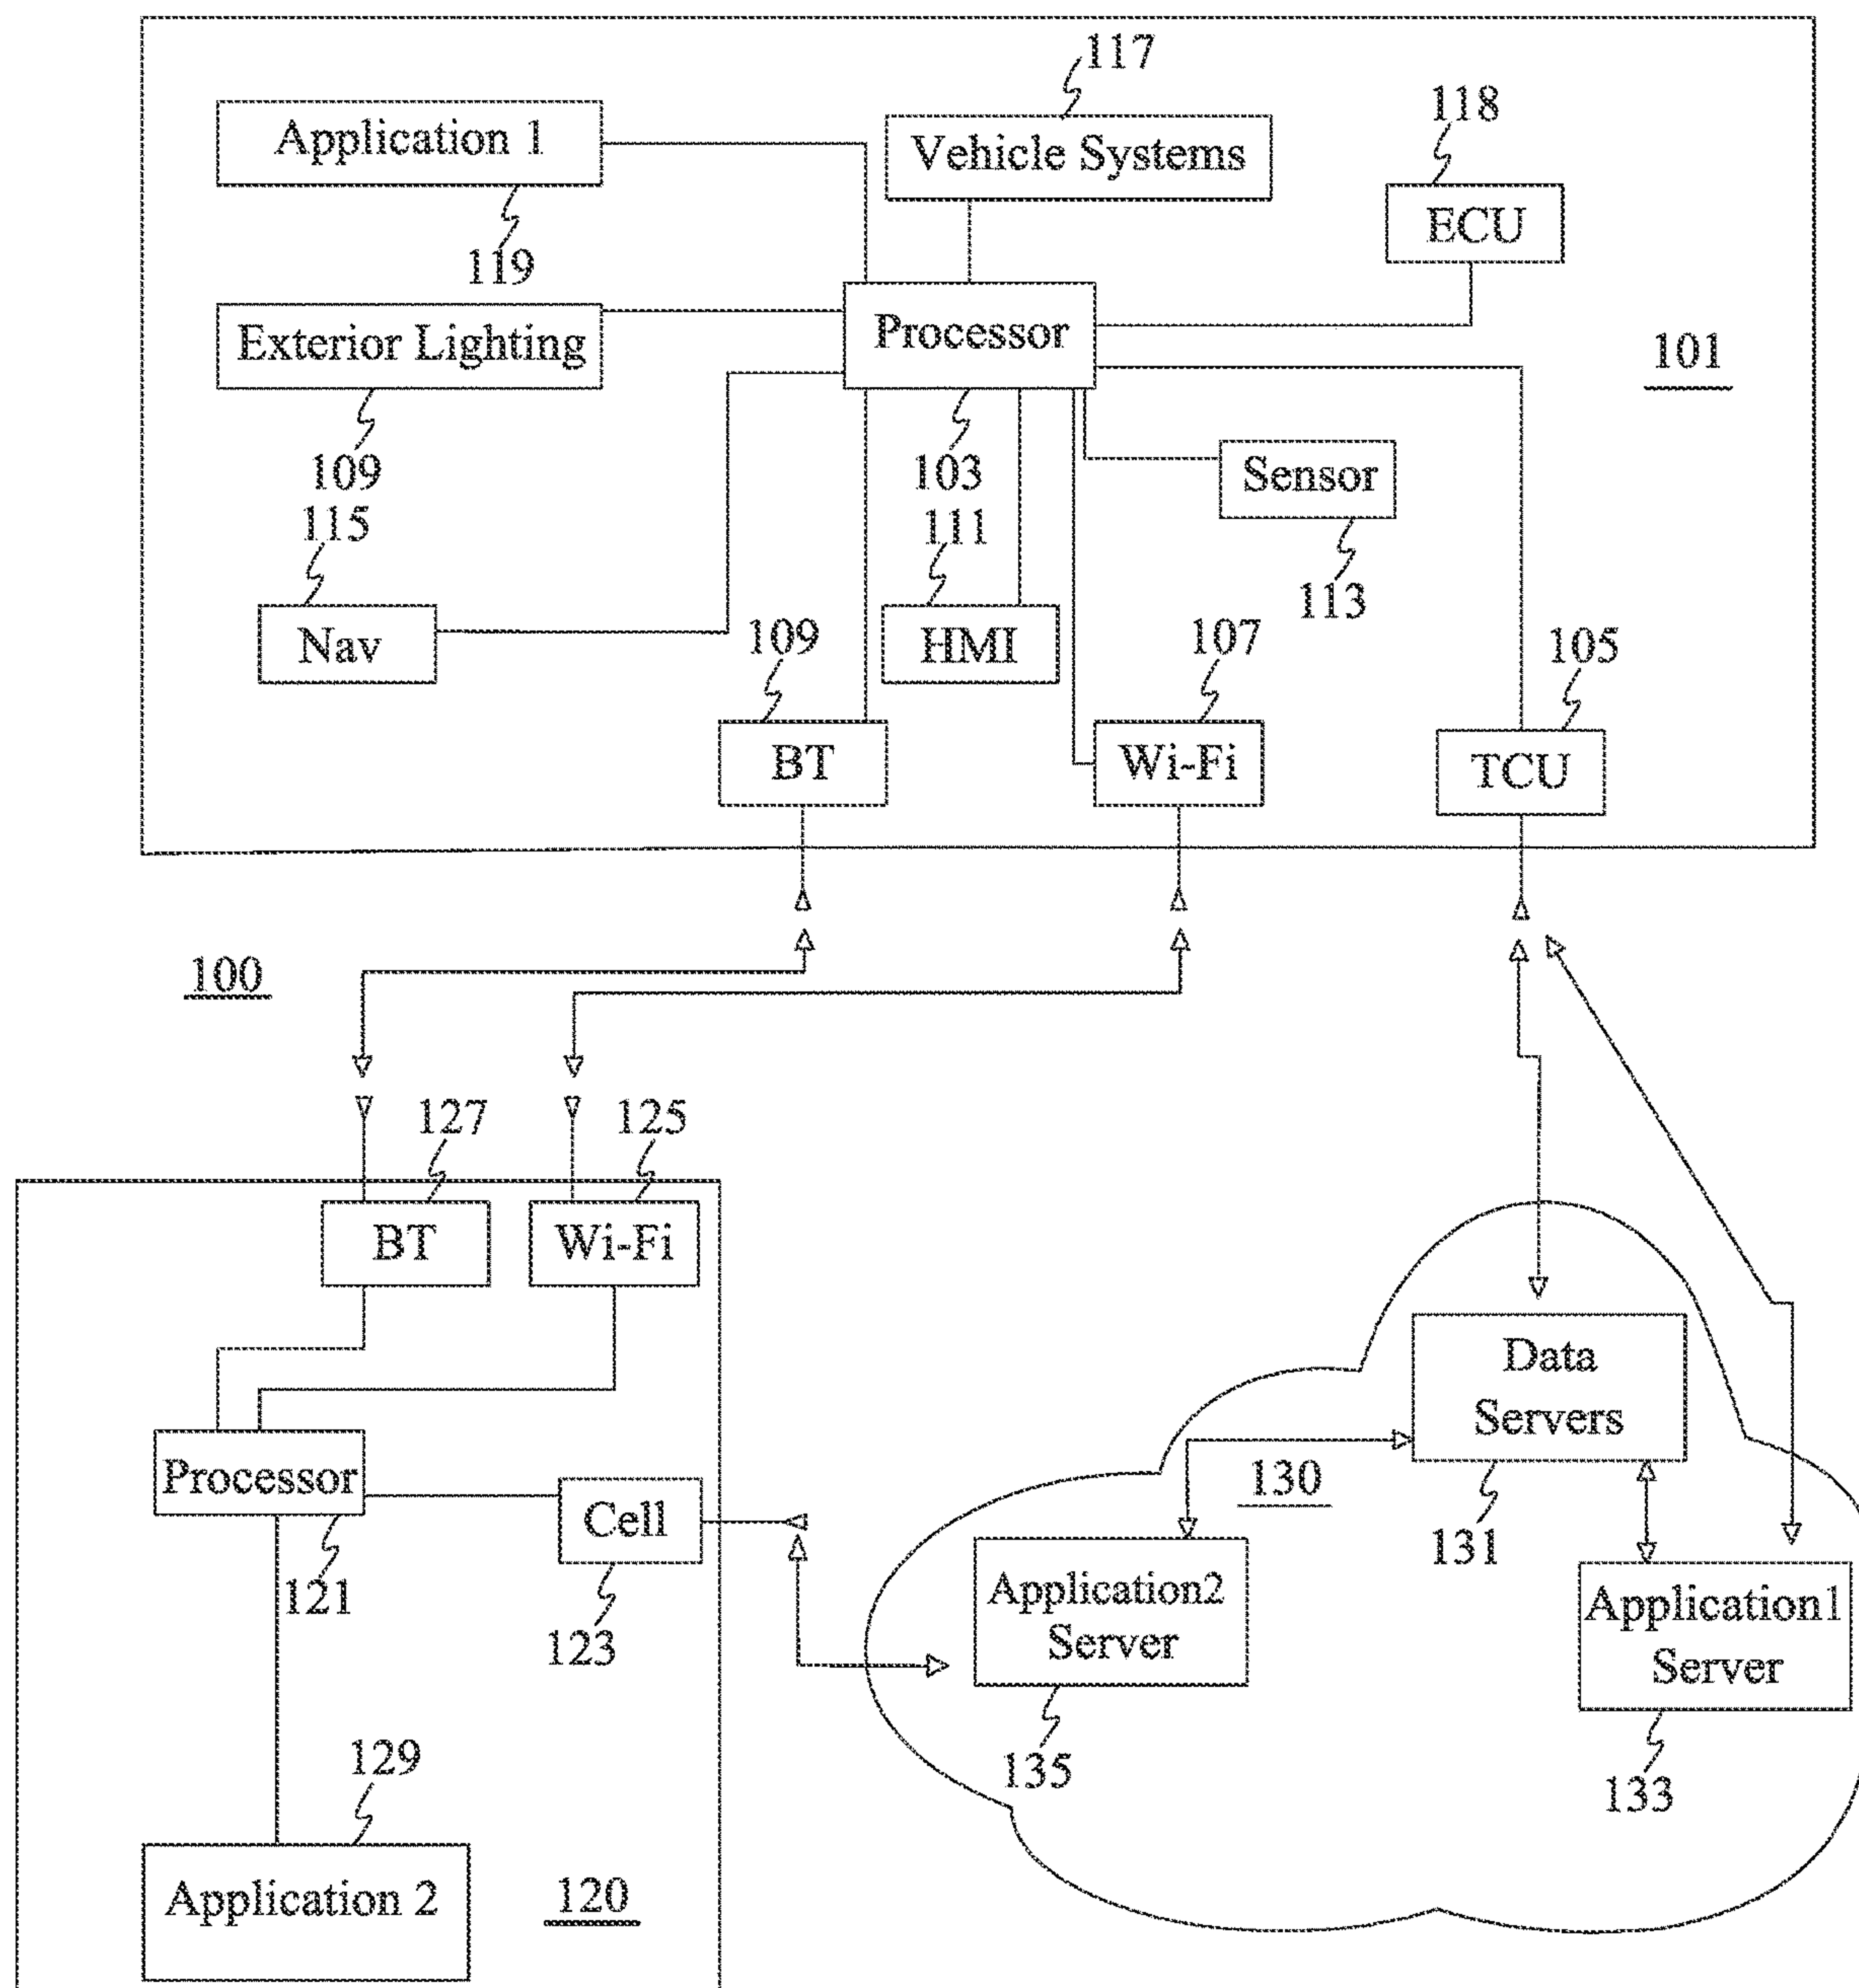 117
Application 1
Vehicle Systems
118
ECU
119
Exterior Lighting
Processor
101
109
103
Sensor
115
111
113
Nav
109
HMI
107
105
BT
Wi-Fi
TCU
100
127
125
BT
Wi-Fi
Data
Servers
Processor
Cell
130
131
121
123
Application2
Server
Application1
Server
135
133
129
Application 2
120